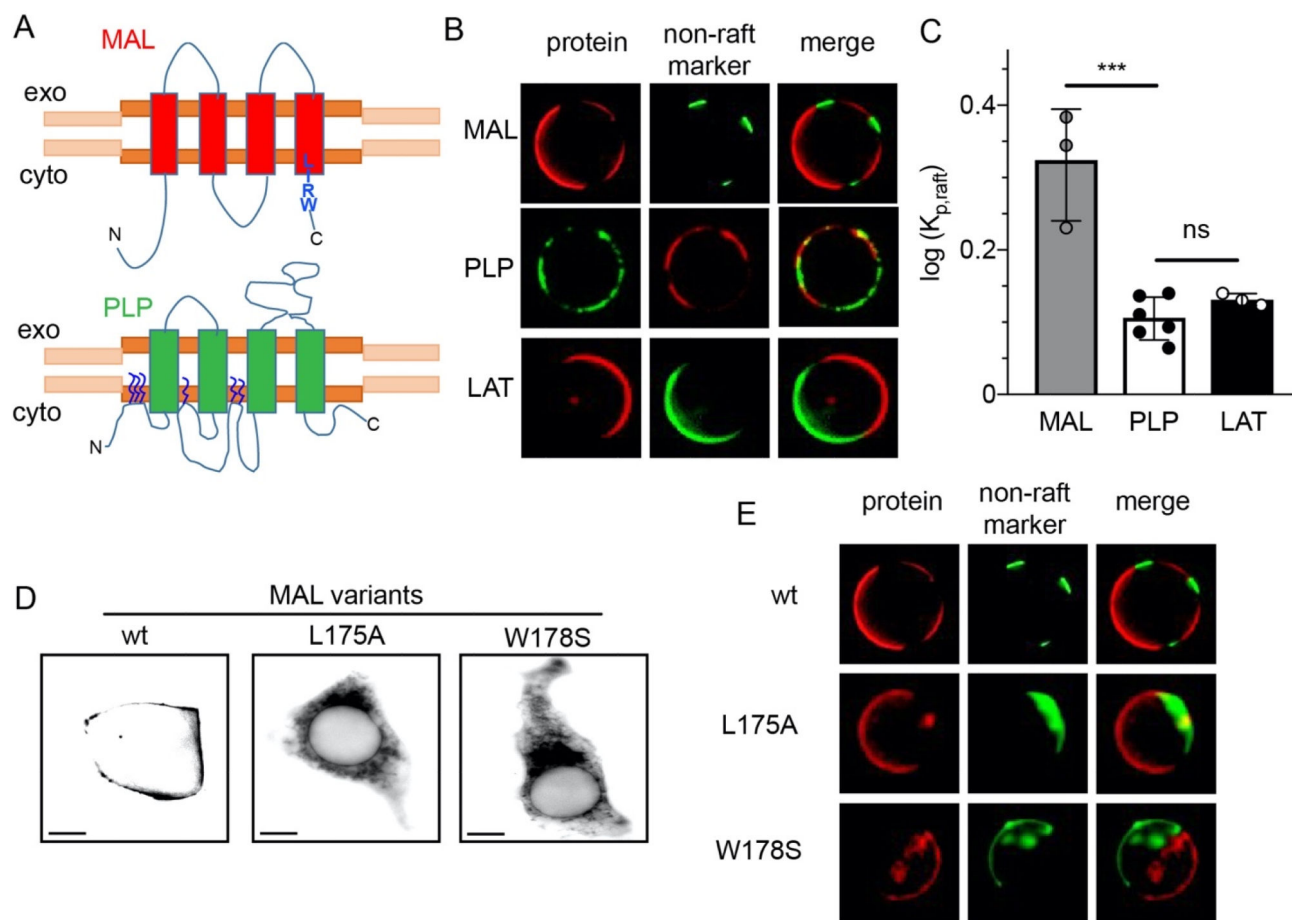 A
MAL
exo
cyto
L
I
R
W
N
C
PLP
exo
cyto
N
C
B
protein non-raft marker merge
MAL
PLP
LAT
C
log (Kp,raft)
0.4
0.2
0
***
ns
MAL PLP LAT
D
MAL variants
wt L175A W178S
E
protein non-raft marker merge
wt
L175A
W178S